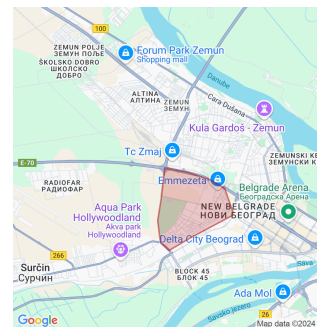 100
ZEMUN POLJE
ЗЕМУН ПОЉЕ
Forum Park Zemun
Shopping mall
ŠKOLSKO DOBRO
ШКОЛСКО
ДОБРО
Danube
ALTINA
АЛТИНА
ZEMUN
ЗЕМУН
Cara Dušana
Kula Gardoš - Zemun
Tc Zmaj
ZEMUNSKI KE
ЗЕМУНСКИ К
E-70
RADIOFAR
РАДИОФАР
Emmezeta
Belgrade Arena
Београдска Арена
Aqua Park
Hollywoodland
Akva park
Hollywoodland
NEW BELGRADE
НОВИ БЕОГРАД
Delta City Beograd
266
Surčin
Сурчин
BLOCK 45
БЛОК 45
Ada Mol
26
Savsko jezero
Google
Map data ©2024